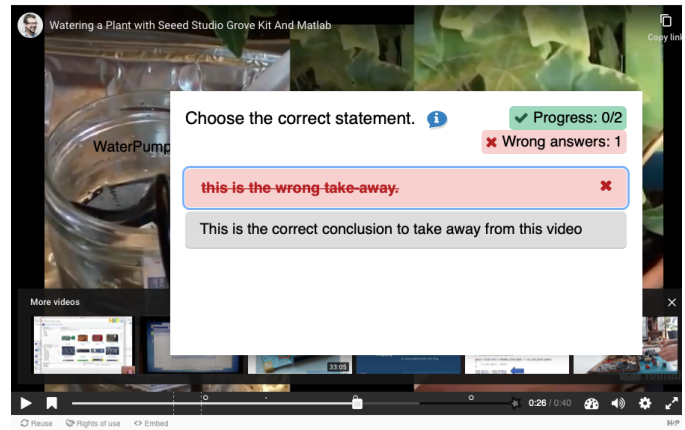 Watering a Plant with Seeed Studio Grove Kit And Matlab
Copy link
WaterPump
Choose the correct statement.
Progress: 0/2
Wrong answers: 1
this is the wrong take-away.
This is the correct conclusion to take away from this video
More videos
33:05
0:26 / 0:40
Reuse
Rights of use
Embed
H-P